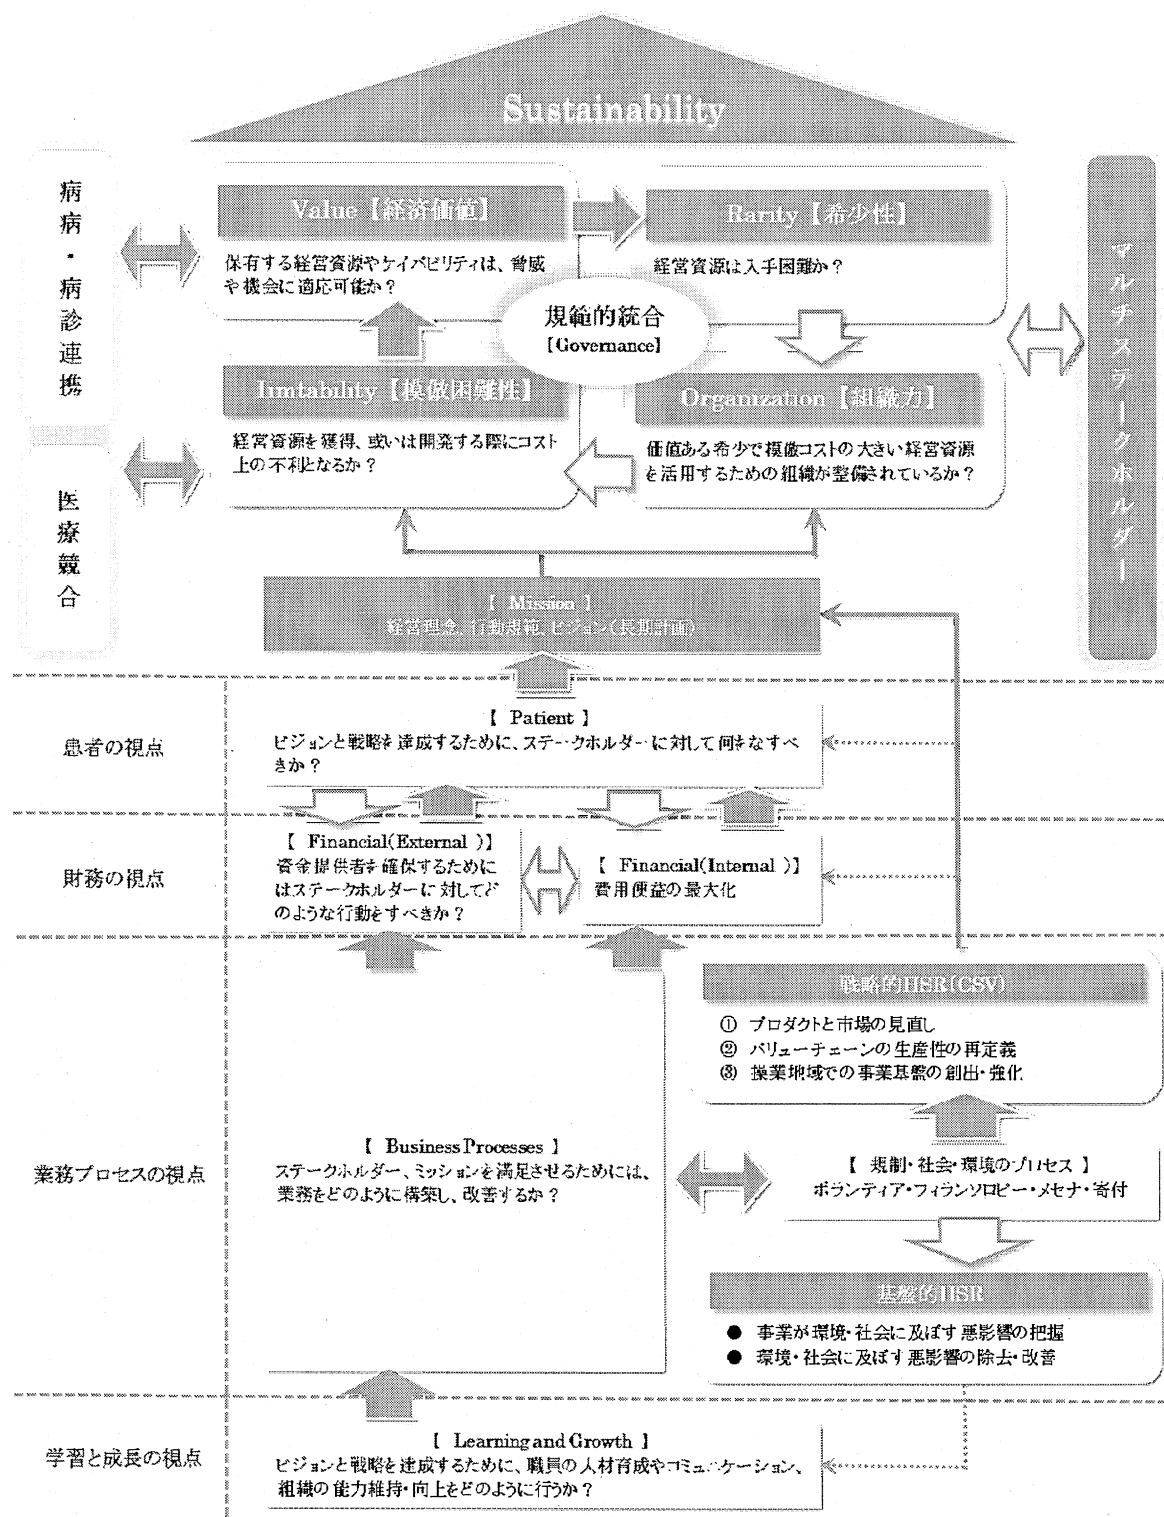 Sustainability
病病・病診連携
医療競合
マルチステークホルダー
Value【経済価値】
保有する経営資源やケイパビリティは、脅威
や機会に適応可能か？
Rarity【希少性】
経営資源は入手困難か？
規範的統合
【Governance】
Iimtability【模倣困難性】
経営資源を獲得、或いは開発する際にコスト
上の不利となるか？
Organization【組織力】
価値ある希少で模倣コストの大きい経営資源
を活用するための組織が整備されているか？
【 Mission 】
経営理念、行動規範、ビジョン（長期計画）
患者の視点
【 Patient 】
ビジョンと戦略を達成するために、ステークホルダーに対して何をなすべ
きか？
財務の視点
【 Financial(External )】
資金提供者を確保するために
はステークホルダーに対してど
のような行動をすべきか？
【 Financial(Internal )】
費用便益の最大化
戦略的HSR（CSV）
① プロダクトと市場の見直し
② バリューチェーンの生産性の再定義
③ 操業地域での事業基盤の創出・強化
業務プロセスの視点
【 Business Processes 】
ステークホルダー、ミッションを満足させるためには、
業務をどのように構築し、改善するか？
【 規制・社会・環境のプロセス 】
ボランティア・フィランソロピー・メセナ・寄付
基盤的HSR
● 事業が環境・社会に及ぼす悪影響の把握
● 環境・社会に及ぼす悪影響の除去・改善
学習と成長の視点
【 Learning and Growth 】
ビジョンと戦略を達成するために、職員の人材育成やコミュニケーション、
組織の能力維持・向上をどのように行うか？